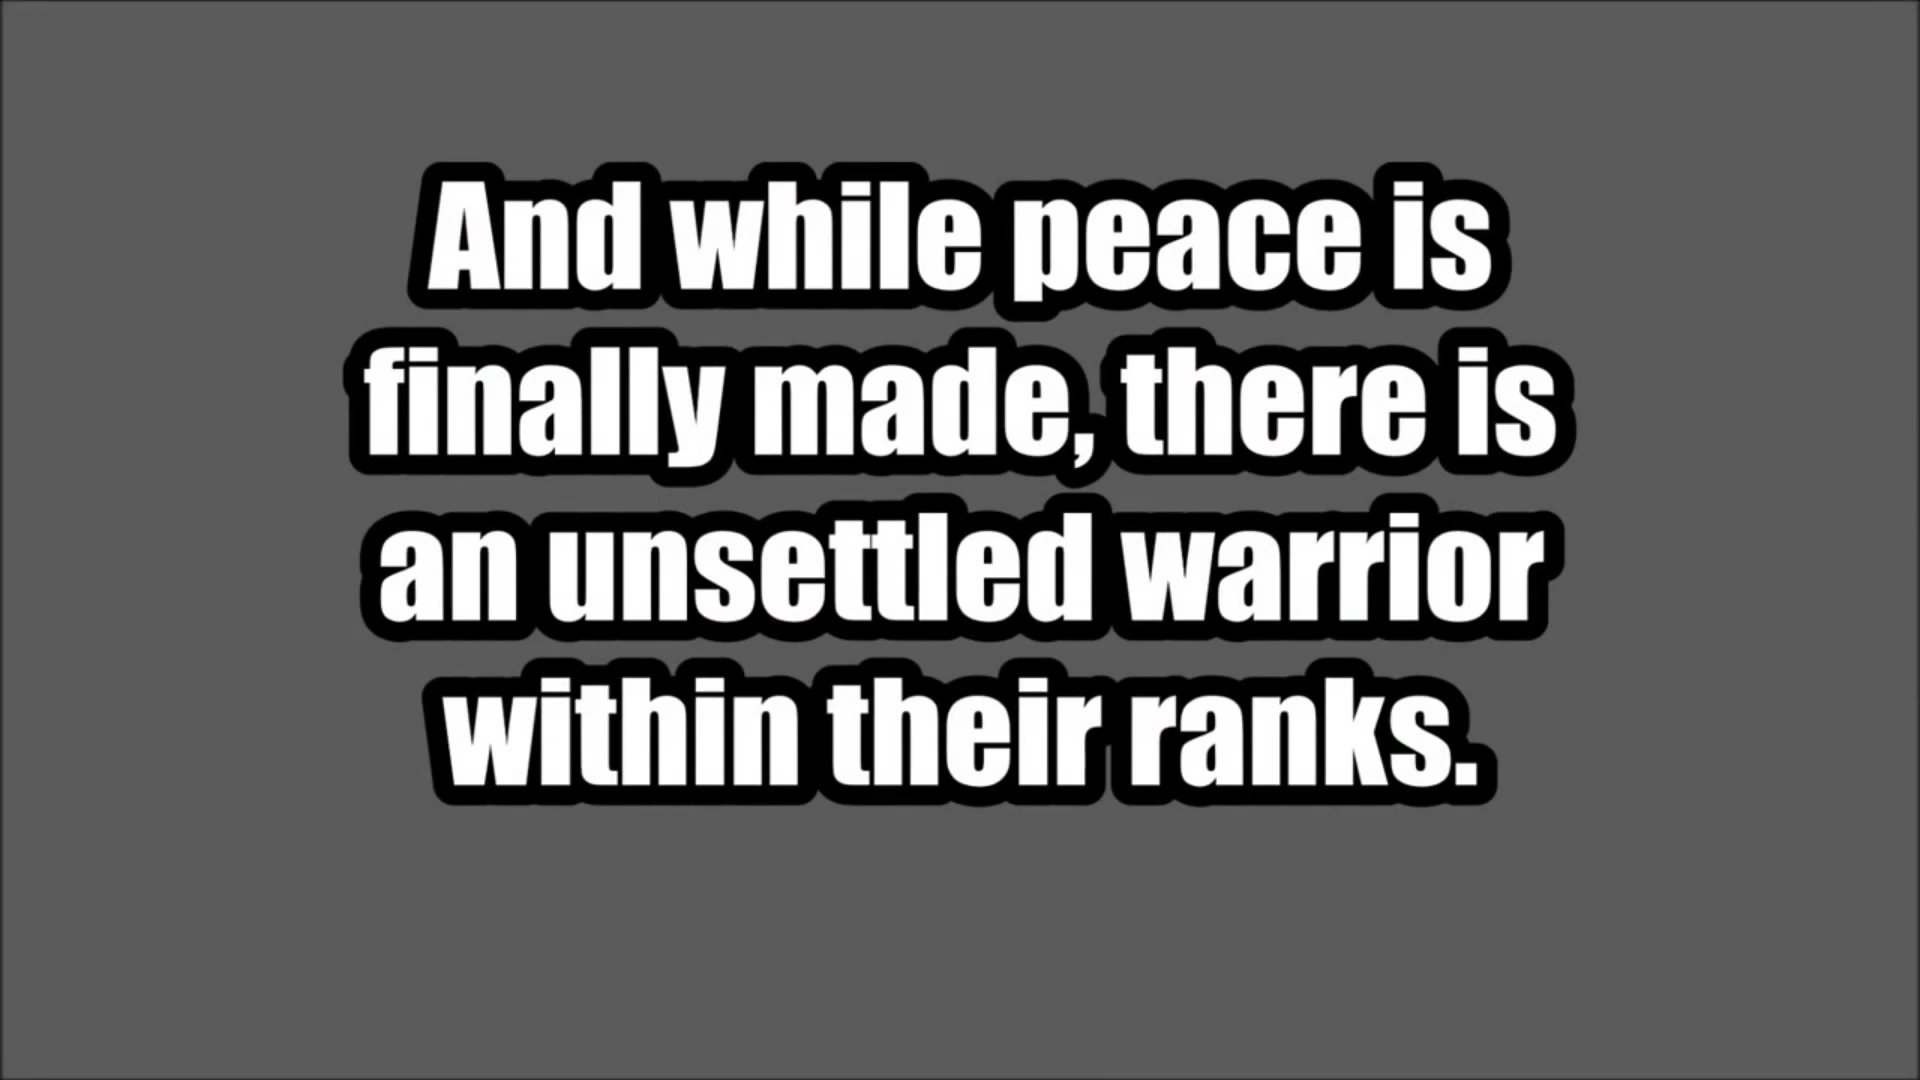 And while peace is
finally made, there is
an unsettled warrior
within their ranks.